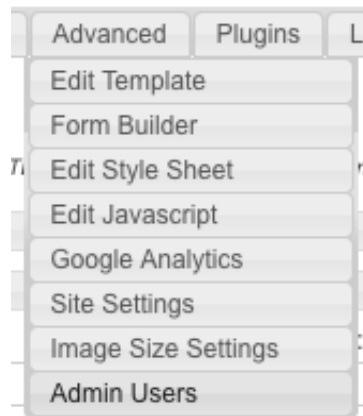 Advanced Plugins L
Edit Template
Form Builder
Edit Style Sheet
Edit Javascript
Google Analytics
Site Settings
Image Size Settings
Admin Users